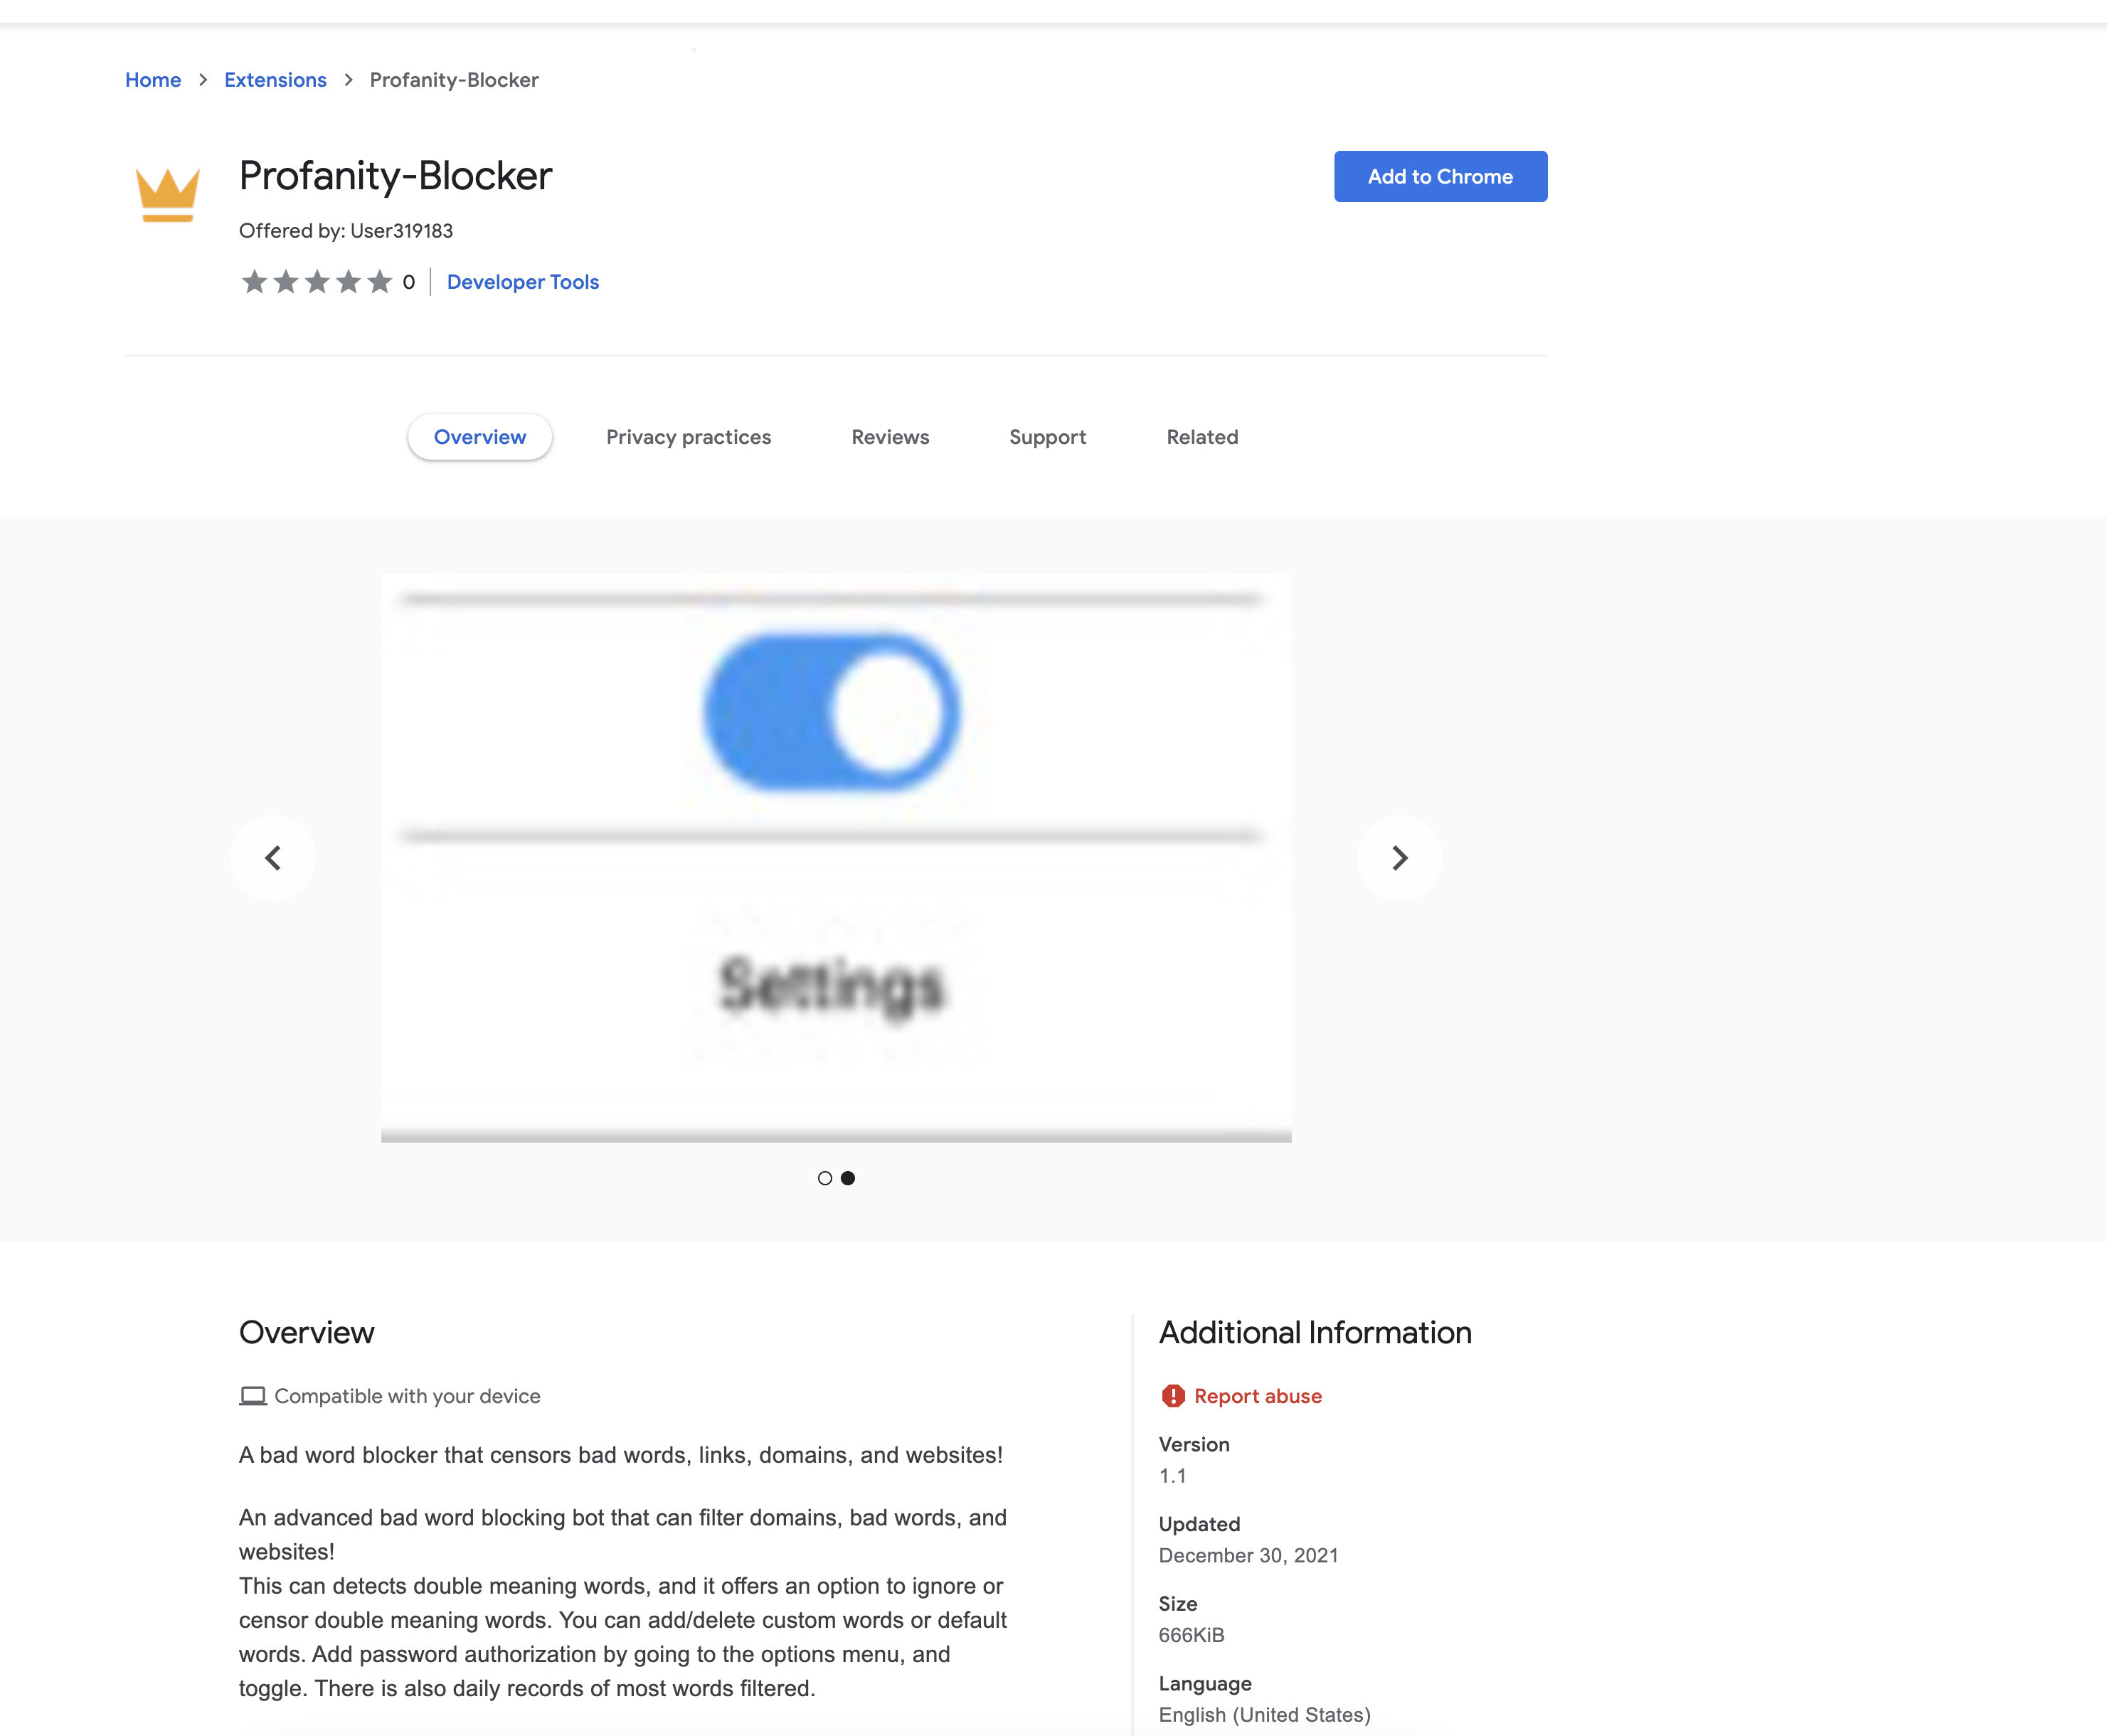 Home > Extensions > Profanity-Blocker
Profanity-Blocker
Add to Chrome
Offered by: User319183
0 | Developer Tools
Overview
Privacy practices
Reviews
Support
Related
Settings
Overview
Compatible with your device
A bad word blocker that censors bad words, links, domains, and websites!
An advanced bad word blocking bot that can filter domains, bad words, and
websites!
This can detects double meaning words, and it offers an option to ignore or
censor double meaning words. You can add/delete custom words or default
words. Add password authorization by going to the options menu, and
toggle. There is also daily records of most words filtered.
Additional Information
Report abuse
Version
1.1
Updated
December 30, 2021
Size
666KiB
Language
English (United States)